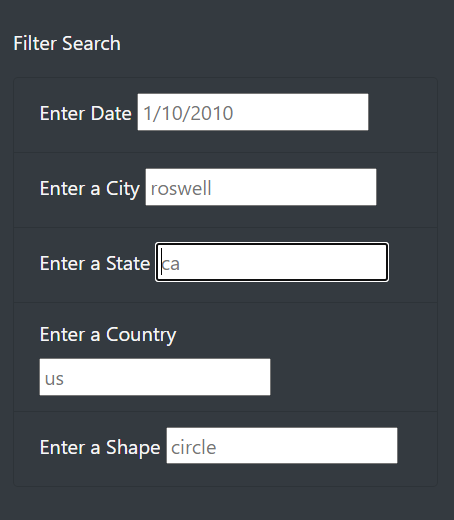 Filter Search
Enter Date 1/10/2010
Enter a City roswell
Enter a State ca
Enter a Country
us
Enter a Shape circle